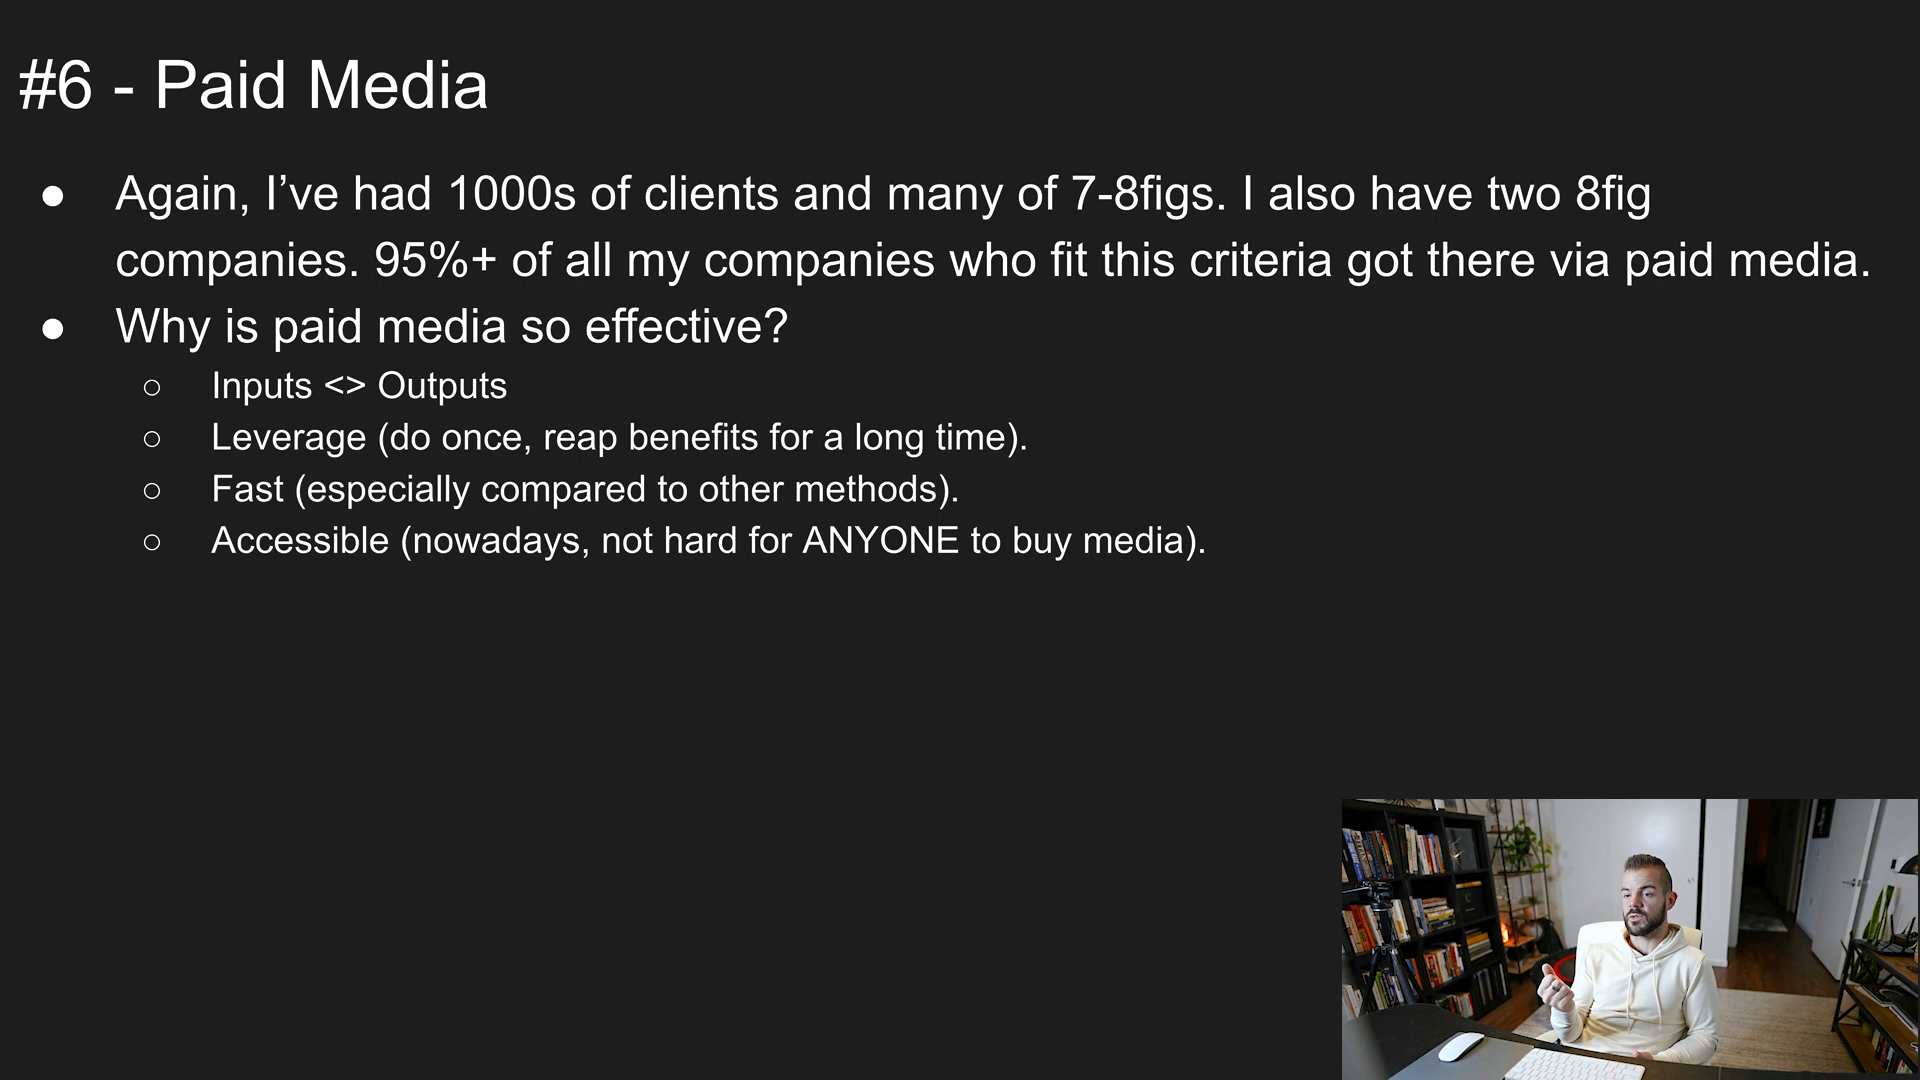 #6 - Paid Media
● Again, I’ve had 1000s of clients and many of 7-8figs. I also have two 8fig
companies. 95%+ of all my companies who fit this criteria got there via paid media.
● Why is paid media so effective?
○ Inputs <> Outputs
○ Leverage (do once, reap benefits for a long time).
○ Fast (especially compared to other methods).
○ Accessible (nowadays, not hard for ANYONE to buy media).